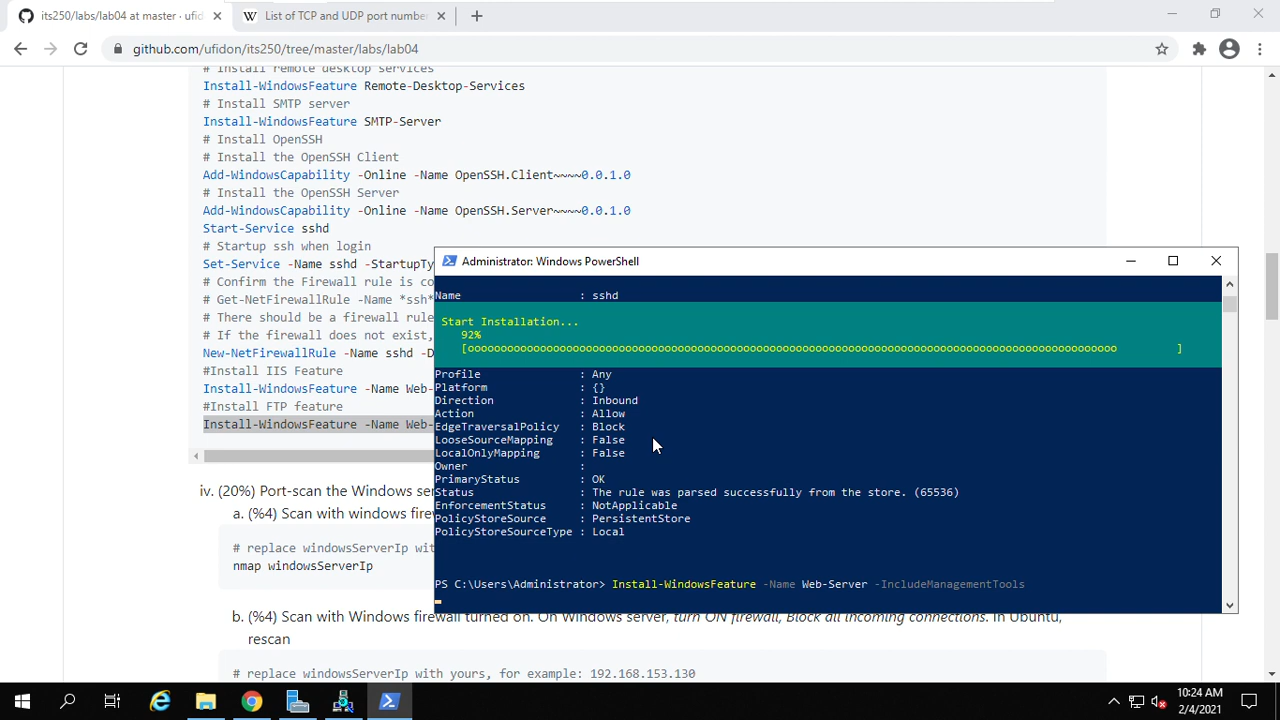 its250/labs/lab04 at master · ufid
List of TCP and UDP port number
github.com/ufidon/its250/tree/master/labs/lab04
# Install remote desktop services
Install-WindowsFeature Remote-Desktop-Services
# Install SMTP server
Install-WindowsFeature SMTP-Server
# Install OpenSSH
# Install the OpenSSH Client
Add-WindowsCapability -Online -Name OpenSSH.Client~~~~0.0.1.0
# Install the OpenSSH Server
Add-WindowsCapability -Online -Name OpenSSH.Server~~~~0.0.1.0
Start-Service sshd
# Startup ssh when login
Set-Service -Name sshd -StartupTy
# Confirm the Firewall rule is co
# Get-NetFirewallRule -Name *ssh*
# There should be a firewall rule
# If the firewall does not exist,
New-NetFirewallRule -Name sshd -D
#Install IIS Feature
Install-WindowsFeature -Name Web-
#Install FTP feature
Install-WindowsFeature -Name Web-
iv. (20%) Port-scan the Windows ser
a. (%4) Scan with windows firew
# replace windowsServerIp wit
nmap windowsServerIp
b. (%4) Scan with Windows firewall turned on. On Windows server, turn ON firewall, Block all incoming connections. In Ubuntu,
rescan
# replace windowsServerIp with yours, for example: 192.168.153.130
Administrator: Windows PowerShell
Name : sshd
Start Installation...
92%
[ooooooooooooooooooooooooooooooooooooooooooooooooooooooooooooooooooooooooooooooooooooooooooooooooooo ]
Profile : Any
Platform : {}
Direction : Inbound
Action : Allow
EdgeTraversalPolicy : Block
LooseSourceMapping : False
LocalOnlyMapping : False
Owner :
PrimaryStatus : OK
Status : The rule was parsed successfully from the store. (65536)
EnforcementStatus : NotApplicable
PolicyStoreSource : PersistentStore
PolicyStoreSourceType : Local
PS C:\Users\Administrator> Install-WindowsFeature -Name Web-Server -IncludeManagementTools
10:24 AM
2/4/2021